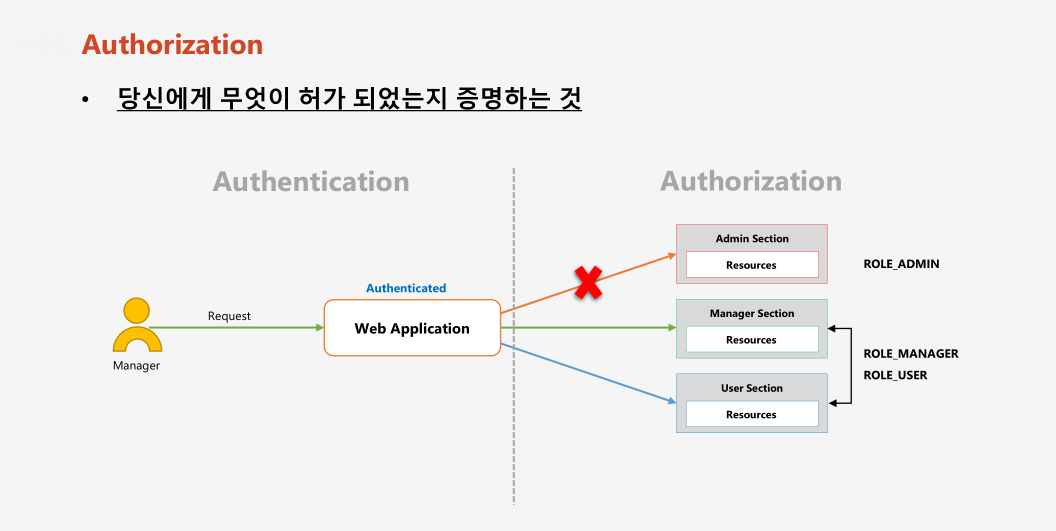 Authorization
• 당신에게 무엇이 허가 되었는지 증명하는 것
Authentication
Authorization
Authenticated
Web Application
Request
Manager
Admin Section
Resources
ROLE_ADMIN
Manager Section
Resources
ROLE_MANAGER
ROLE_USER
User Section
Resources